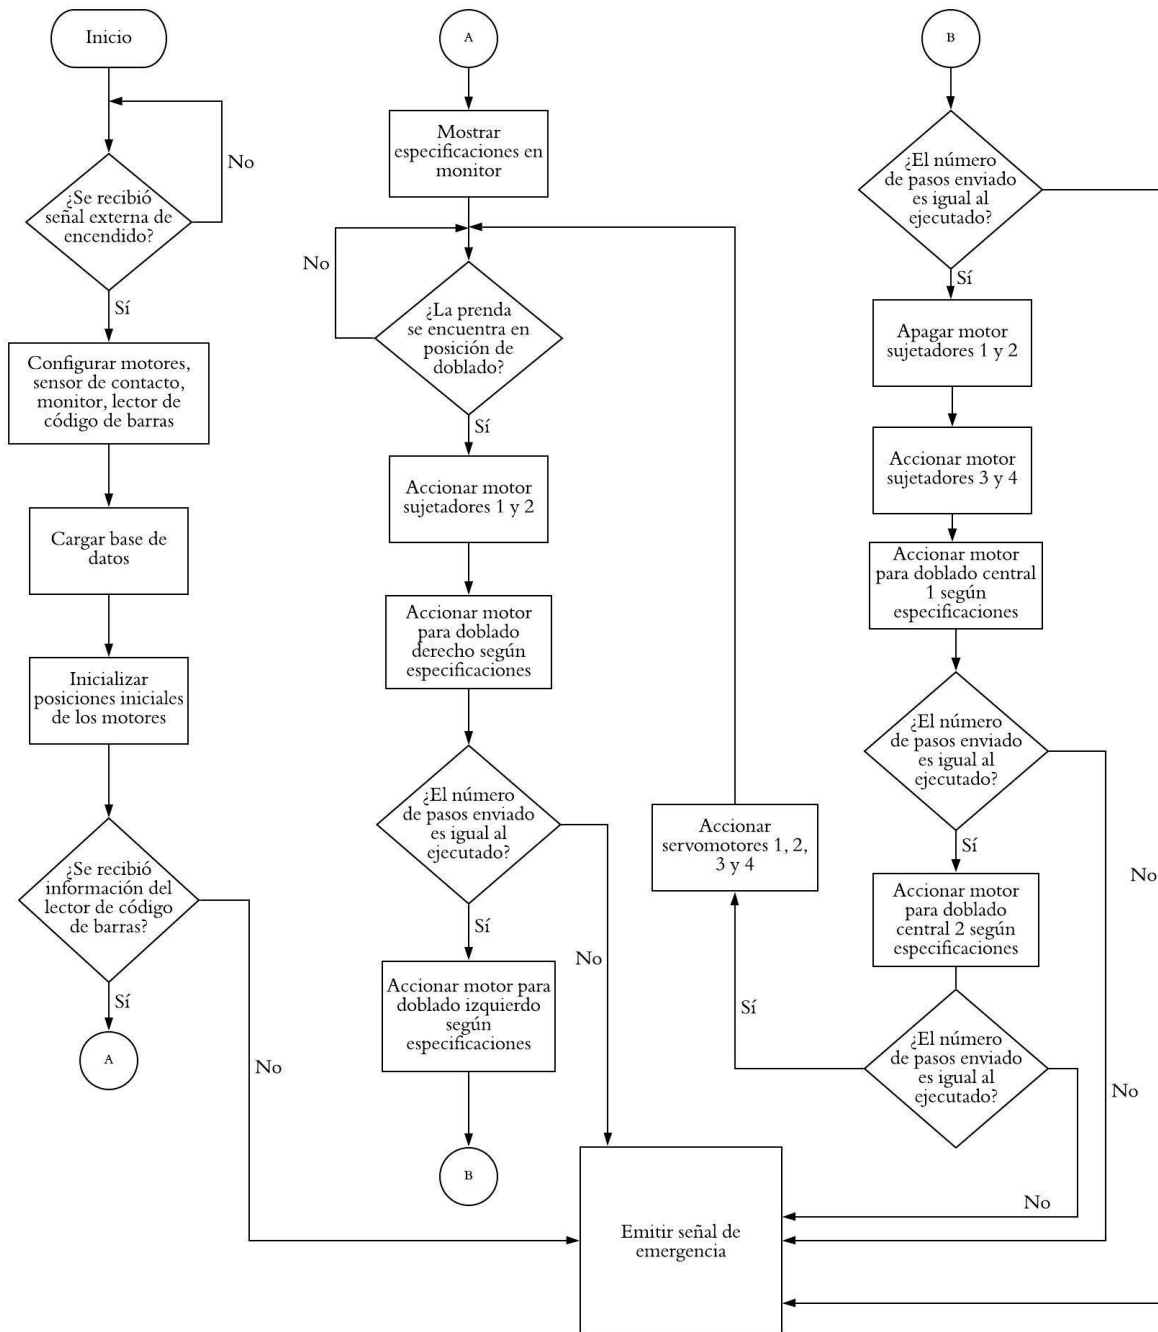 Inicio
No
¿Se recibió
señal externa de
encendido?
Sí
Configurar motores,
sensor de contacto,
monitor, lector de
código de barras
Cargar base de
datos
Inicializar
posiciones iniciales
de los motores
¿Se recibió
información del
lector de código
de barras?
Sí
A
No
A
Mostrar
especificaciones en
monitor
No
¿La prenda
se encuentra en
posición de
doblado?
Sí
Accionar motor
sujetadores 1 y 2
Accionar motor
para doblado
derecho según
especificaciones
¿El número
de pasos enviado
es igual al
ejecutado?
Sí
No
Accionar motor para
doblado izquierdo
según
especificaciones
B
Accionar
servomotores 1, 2,
3 y 4
Sí
B
¿El número
de pasos enviado
es igual al
ejecutado?
Sí
Apagar motor
sujetadores 1 y 2
Accionar motor
sujetadores 3 y 4
Accionar motor
para doblado central
1 según
especificaciones
¿El número
de pasos enviado
es igual al
ejecutado?
Sí
No
Accionar motor
para doblado
central 2 según
especificaciones
¿El número
de pasos enviado
es igual al
ejecutado?
No
No
Emitir señal de
emergencia